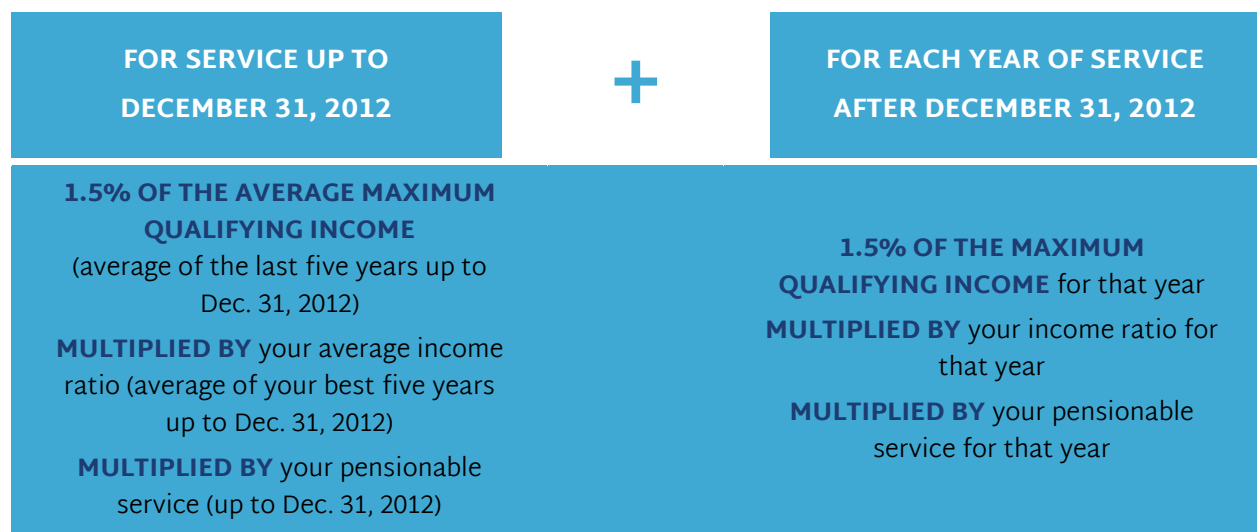 FOR SERVICE UP TO
DECEMBER 31, 2012
+
FOR EACH YEAR OF SERVICE
AFTER DECEMBER 31, 2012
1.5% OF THE AVERAGE MAXIMUM
QUALIFYING INCOME
(average of the last five years up to
Dec. 31, 2012)
MULTIPLIED BY your average income
ratio (average of your best five years
up to Dec. 31, 2012)
MULTIPLIED BY your pensionable
service (up to Dec. 31, 2012)
1.5% OF THE MAXIMUM
QUALIFYING INCOME for that year
MULTIPLIED BY your income ratio for
that year
MULTIPLIED BY your pensionable
service for that year